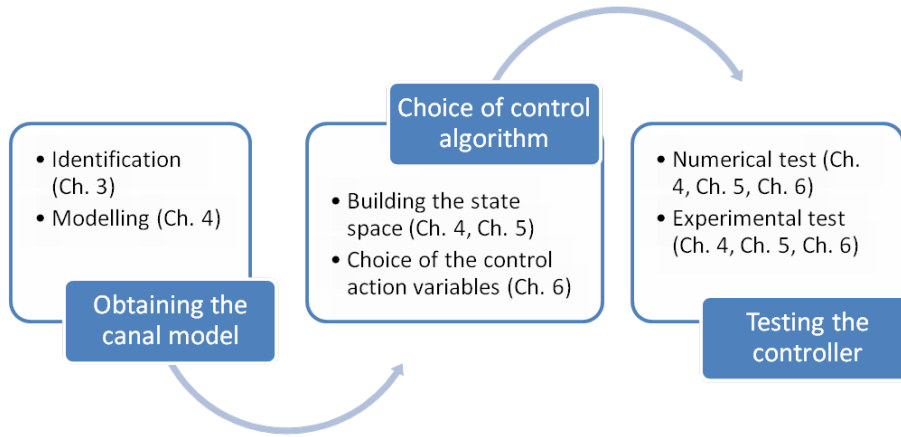 • Identification
(Ch. 3)
• Modelling (Ch. 4)
Obtaining the
canal model
Choice of control
algorithm
• Building the state
space (Ch. 4, Ch. 5)
• Choice of the control
action variables (Ch. 6)
• Numerical test (Ch.
4, Ch. 5, Ch. 6)
• Experimental test
(Ch. 4, Ch. 5, Ch. 6)
Testing the
controller